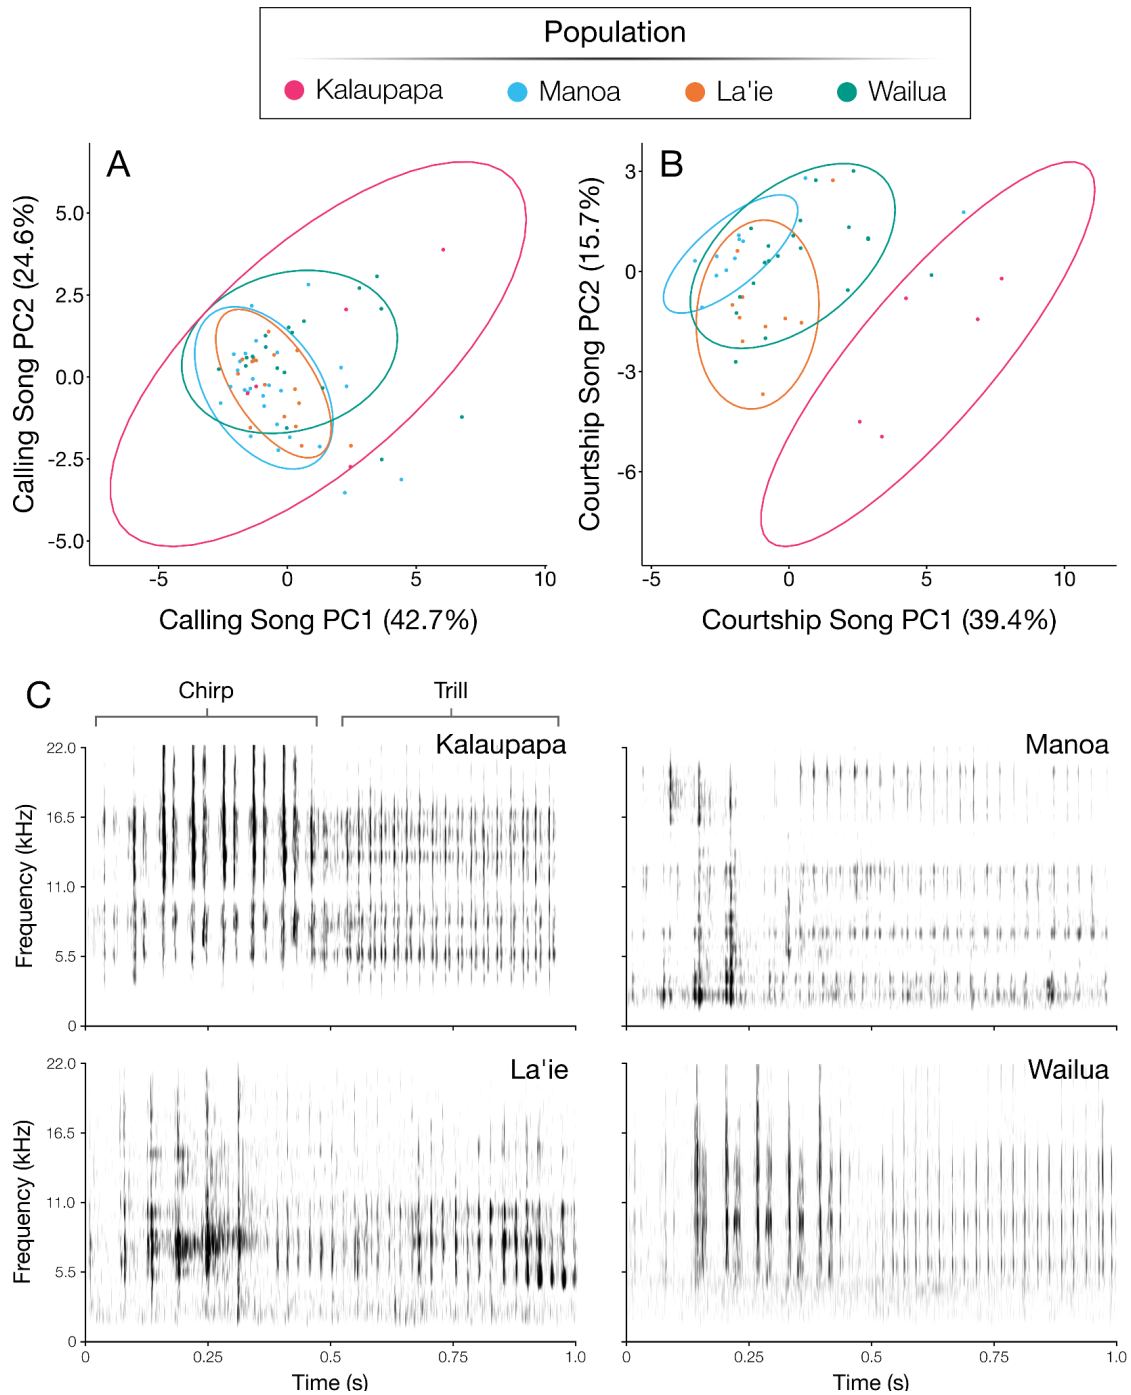 Population
Kalaupapa Manoa La'ie Wailua
A
B
Calling Song PC2 (24.6%)
5.0
2.5
0.0
-2.5
-5.0
-5 0 5 10
Calling Song PC1 (42.7%)
Courtship Song PC2 (15.7%)
3
0
-3
-6
-5 0 5 10
Courtship Song PC1 (39.4%)
C
Chirp Trill
Kalaupapa
Manoa
Frequency (kHz)
22.0
16.5
11.0
5.5
0
La'ie
Wailua
Frequency (kHz)
22.0
16.5
11.0
5.5
0
0 0.25 0.5 0.75 1.0
Time (s)
0 0.25 0.5 0.75 1.0
Time (s)